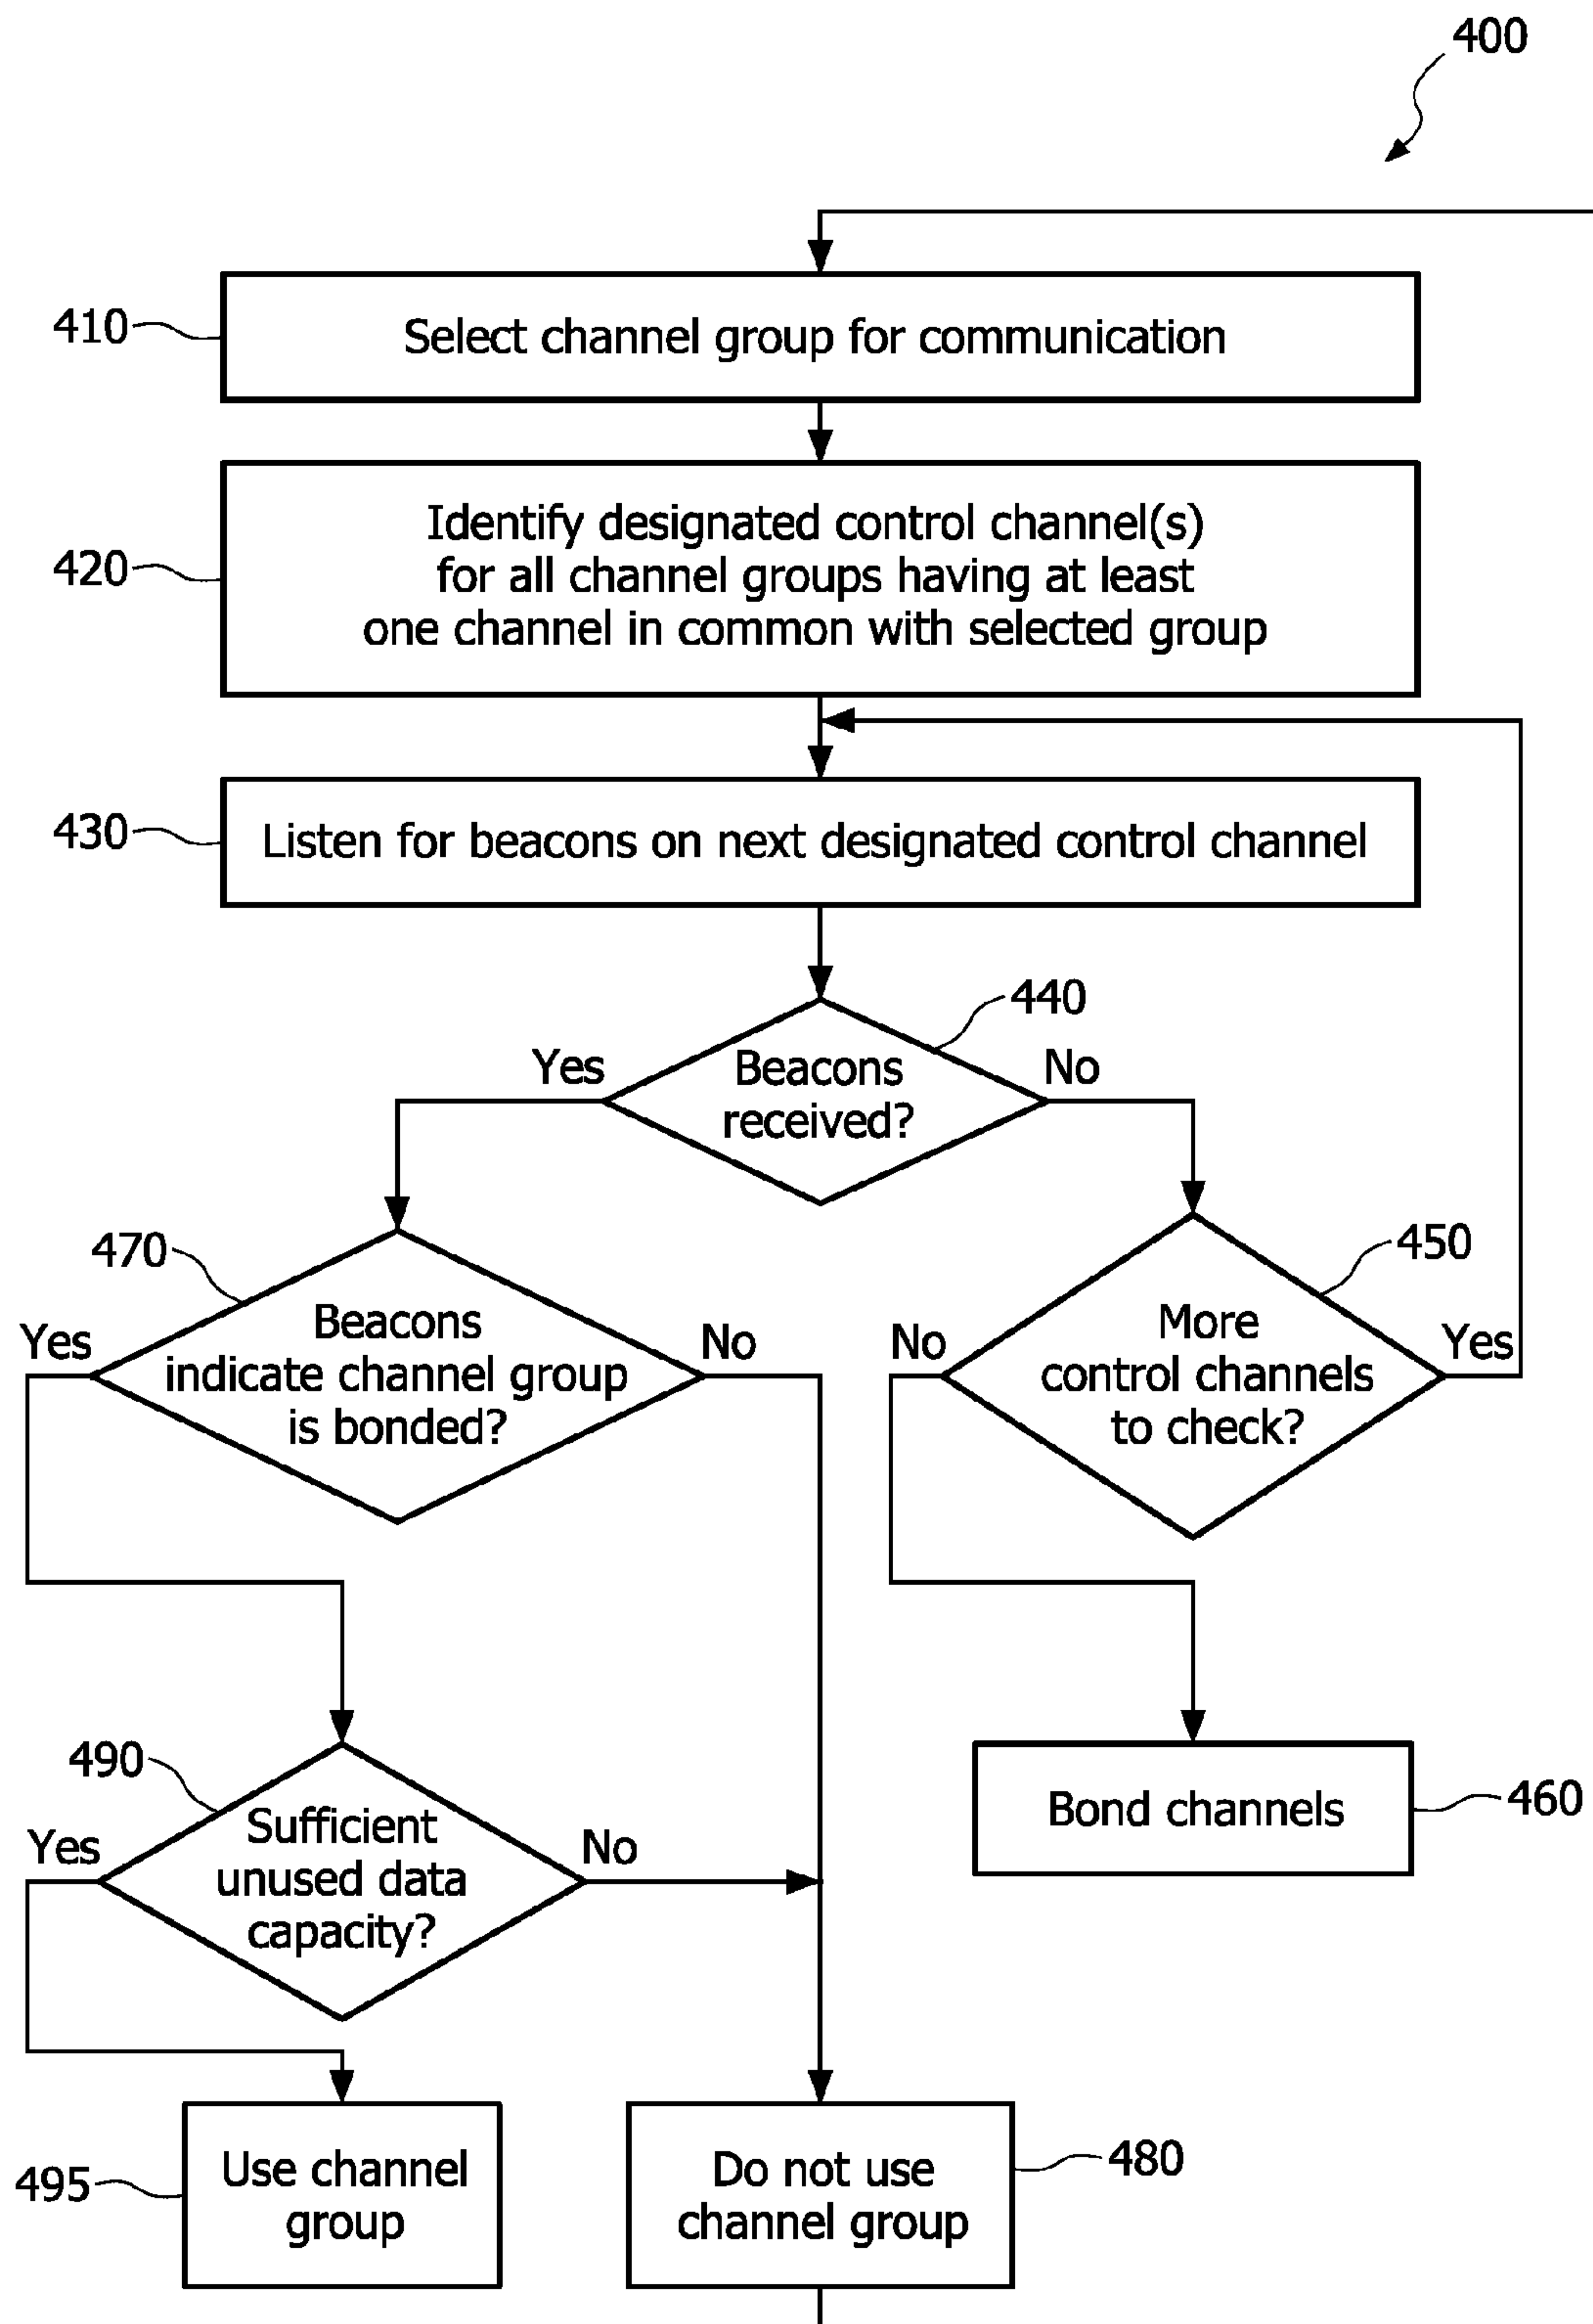 400
410
Select channel group for communication
420
Identify designated control channel(s)
for all channel groups having at least
one channel in common with selected group
430
Listen for beacons on next designated control channel
440
Yes
Beacons
received?
No
470
450
Yes
Beacons
indicate channel group
is bonded?
No
No
More
control channels
to check?
Yes
490
Yes
Sufficient
unused data
capacity?
No
Bond channels
460
495
Use channel
group
Do not use
channel group
480